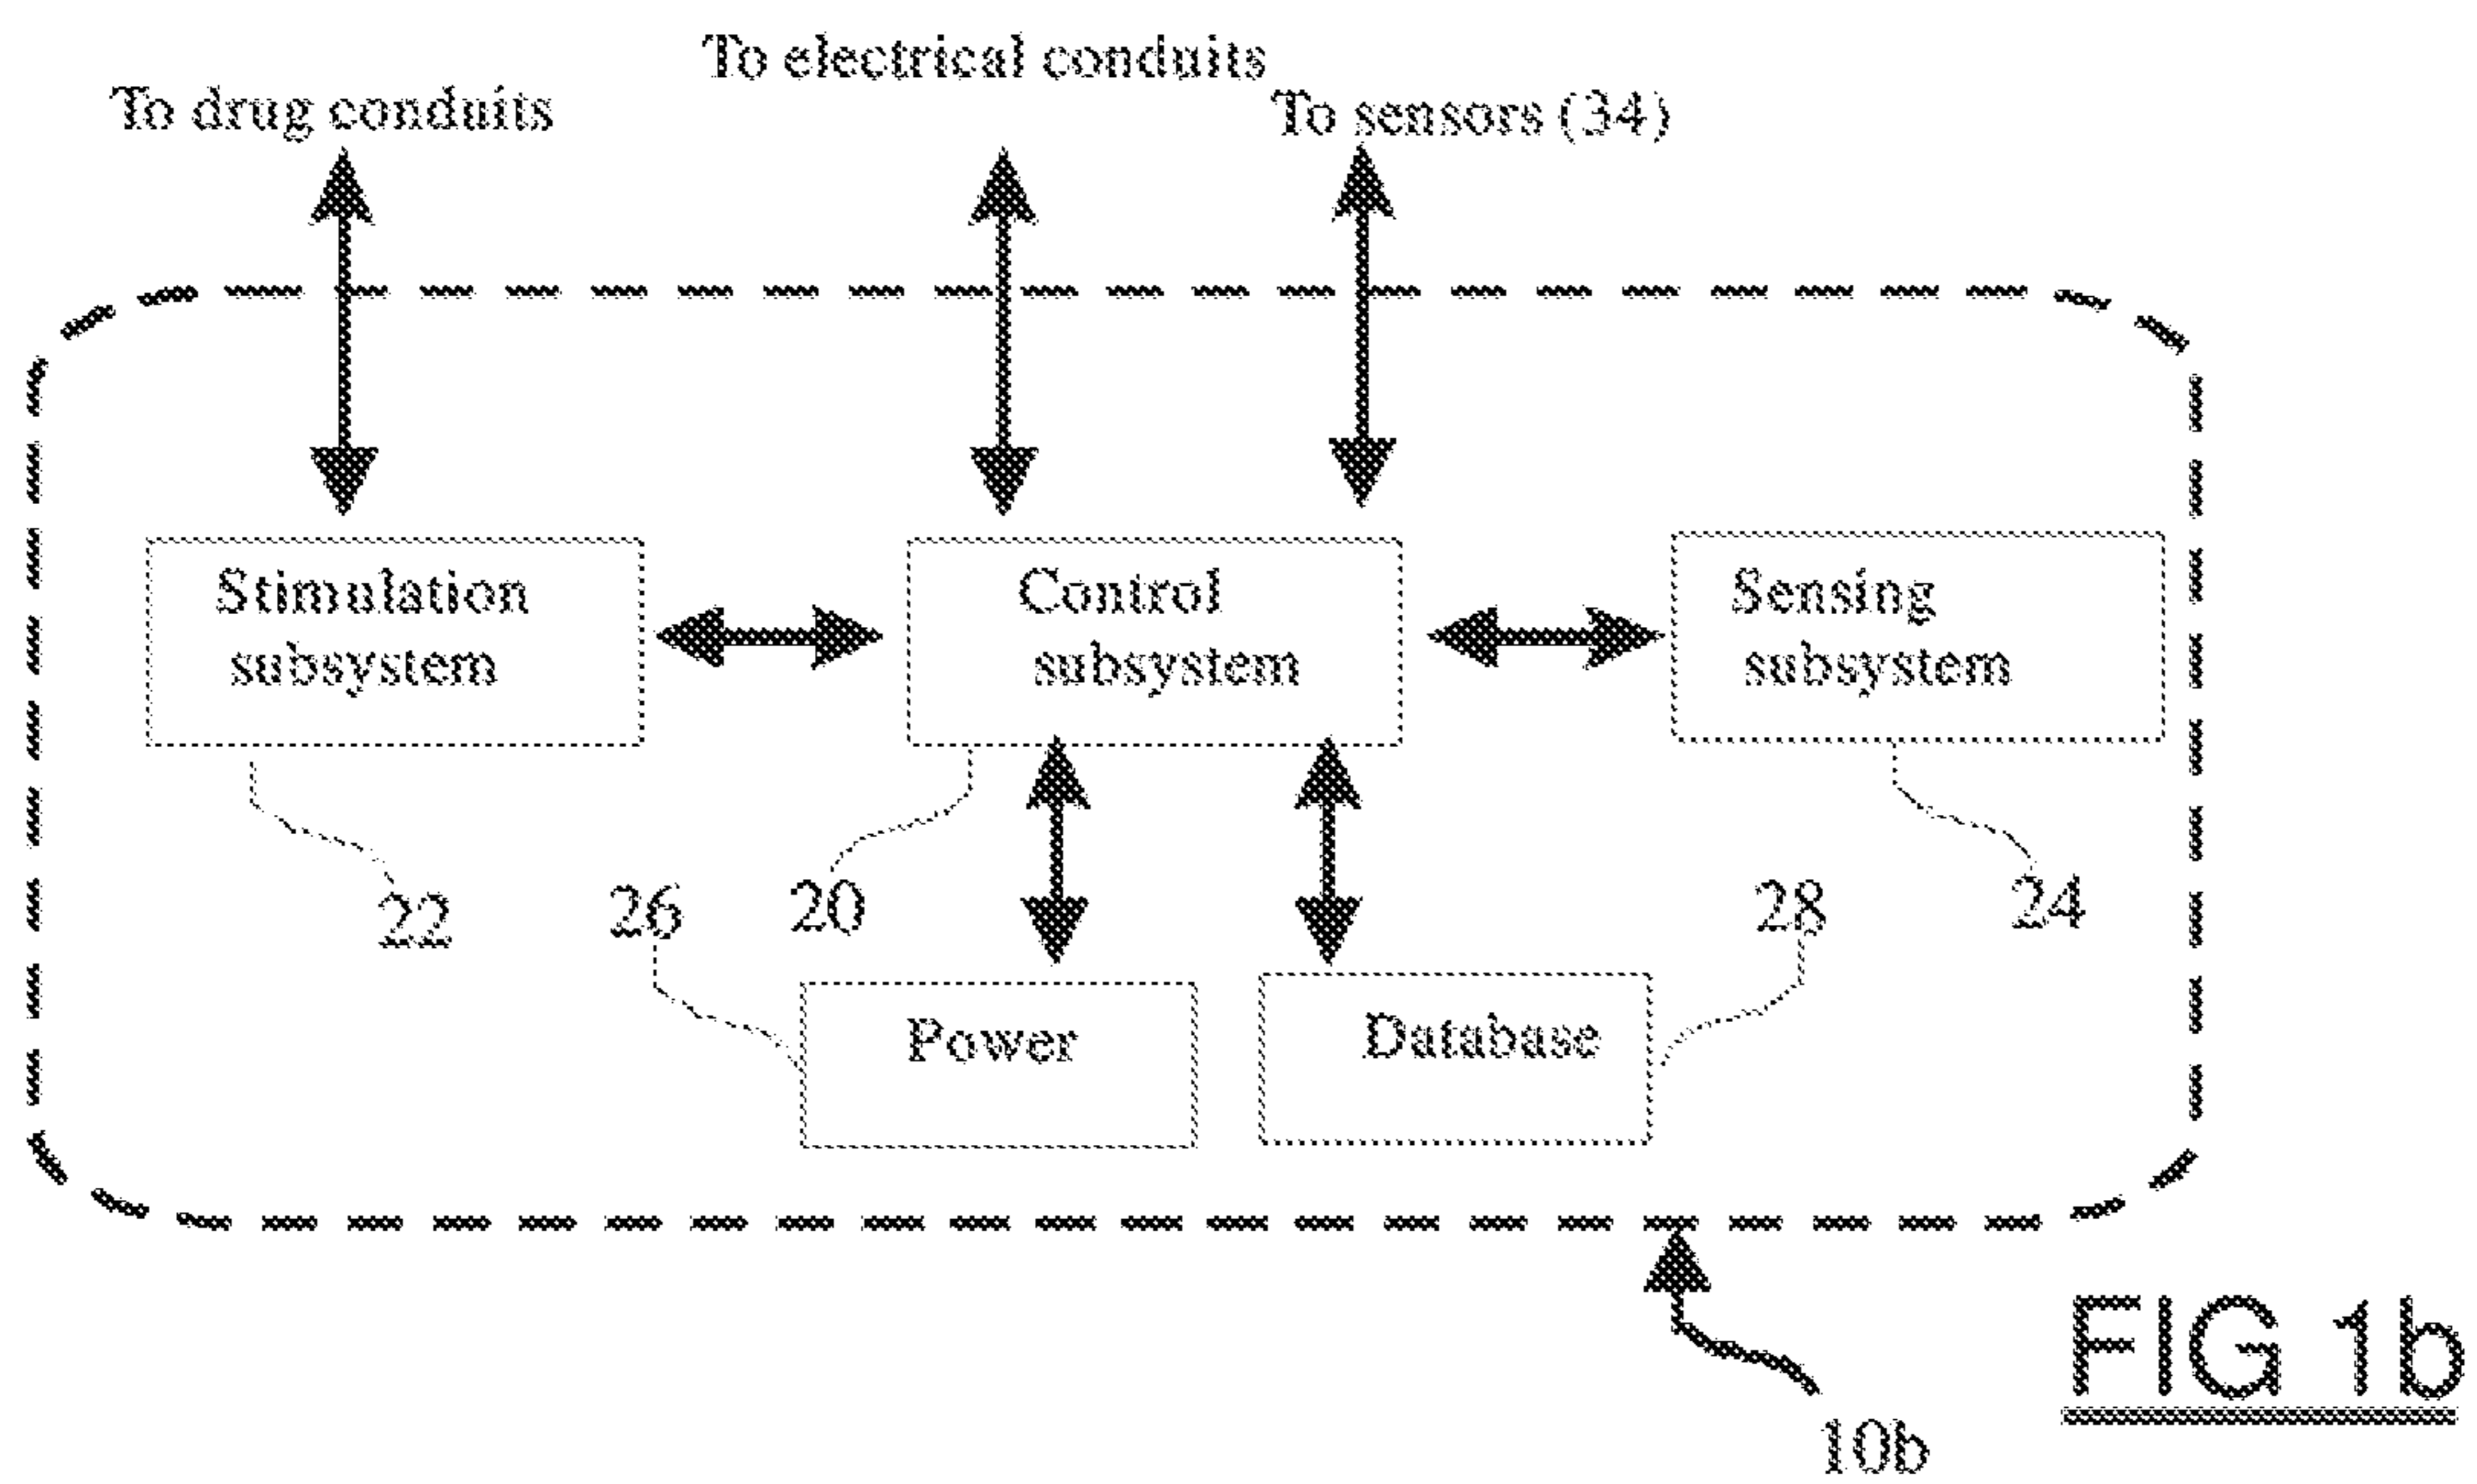 To electrical conduits
To drug conduits
To sensors (34)
Stimulation
subsystem
Control
subsystem
Sensing
subsystem
22
26
20
28
24
Power
Database
FIG 1b
10b